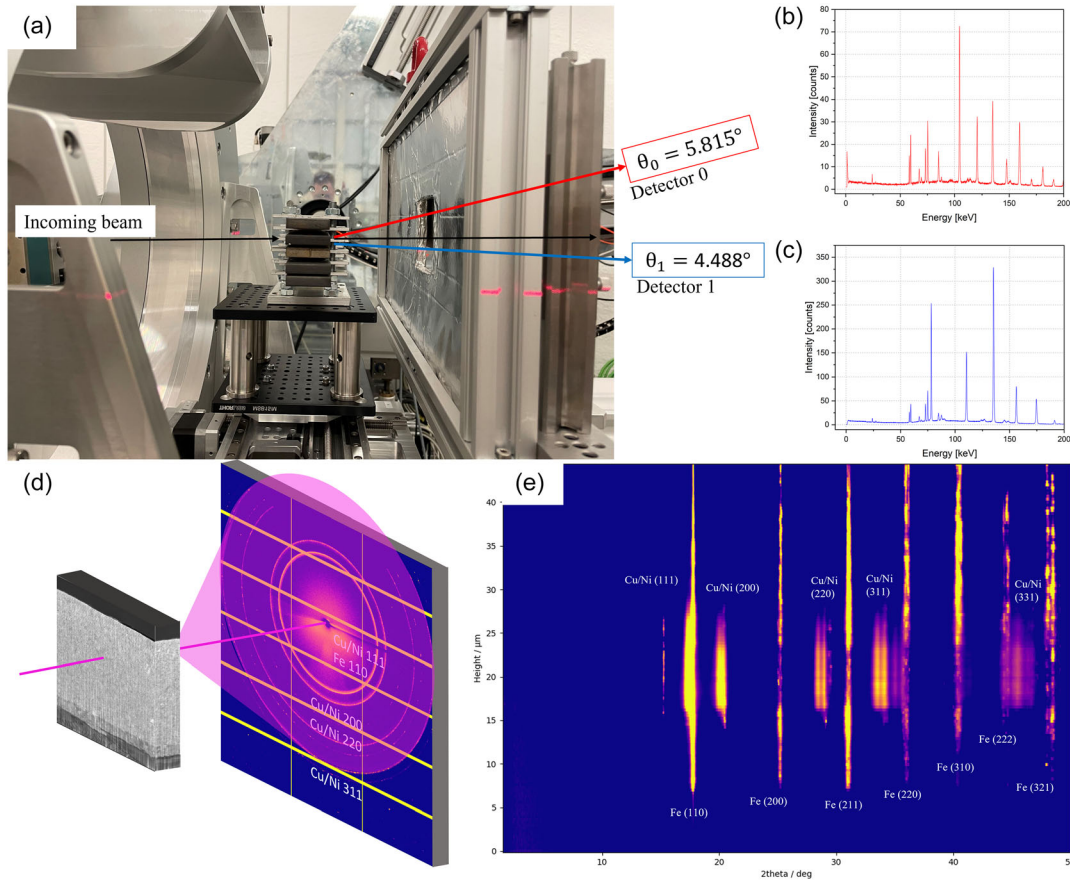 (a)
Incoming beam
θ₀ = 5.815°
Detector 0
θ₁ = 4.488°
Detector 1
(b)
Intensity [counts]
80
70
60
50
40
30
20
10
0
0 50 100 150 200
Energy [keV]
(c)
Intensity [counts]
350
300
250
200
150
100
50
0
0 50 100 150 200
Energy [keV]
(d)
Cu/Ni 111
Fe 110
Cu/Ni 200
Cu/Ni 220
Cu/Ni 311
(e)
Height / μm
40
35
30
25
20
15
10
5
0
Cu/Ni (111)
Cu/Ni (200)
Cu/Ni
(220)
Cu/Ni
(311)
Cu/Ni
(331)
Fe (110)
Fe (200)
Fe (211)
Fe (220)
Fe (310)
Fe (222)
Fe (321)
10 20 30 40 50
2theta / deg